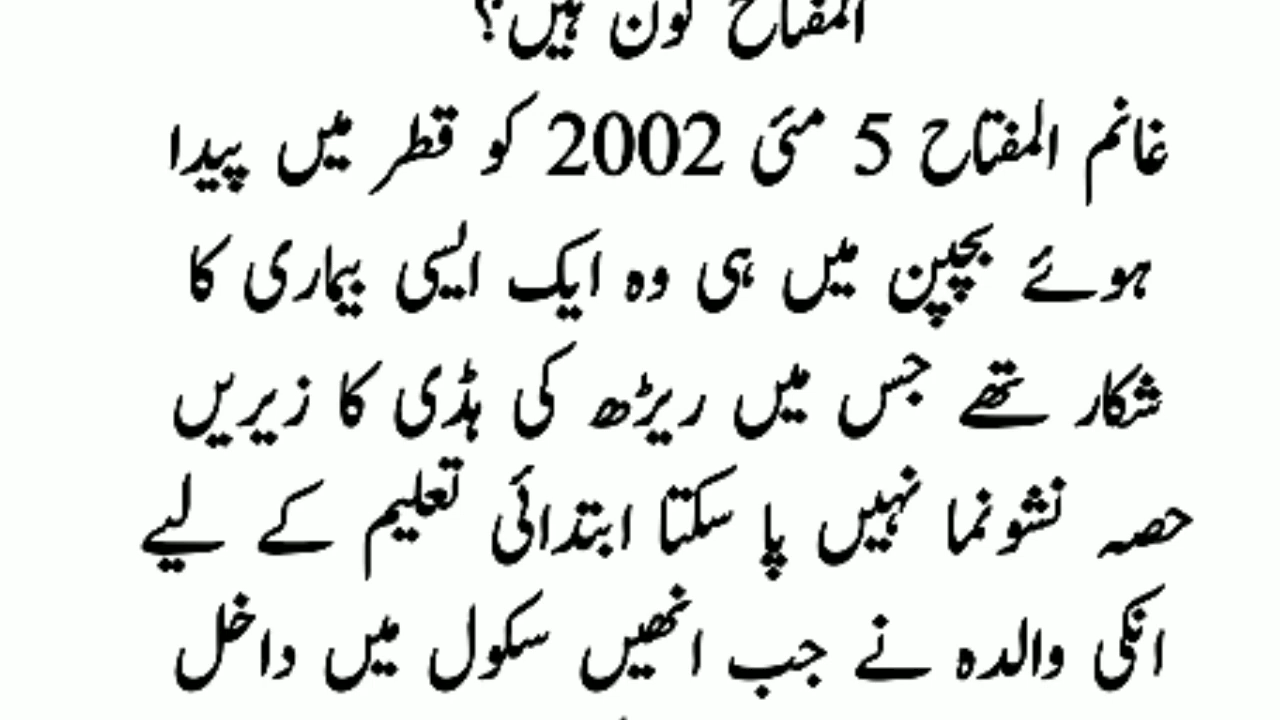 المفتاح کون ہیں؟
غانم المفتاح 5 مئی 2002 کو قطر میں پیدا
ہوئے بچپن میں ہی وہ ایک ایسی بیماری کا
شکار تھے جس میں ریڑھ کی ہڈی کا زیریں
حصہ نشونما نہیں پا سکتا ابتدائی تعلیم کے لیے
انکی والدہ نے جب انھیں سکول میں داخل